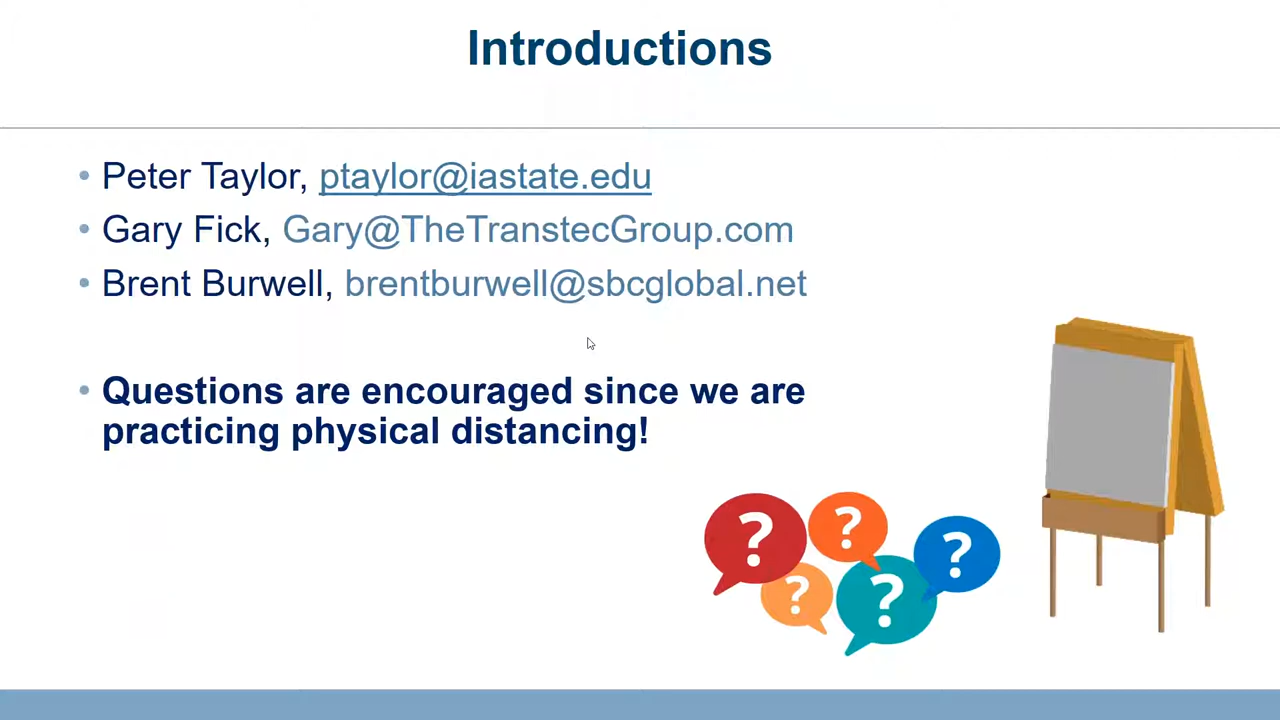 Introductions
• Peter Taylor, ptaylor@iastate.edu
• Gary Fick, Gary@TheTranstecGroup.com
• Brent Burwell, brentburwell@sbcglobal.net
• Questions are encouraged since we are
practicing physical distancing!
? ? ?
? ?